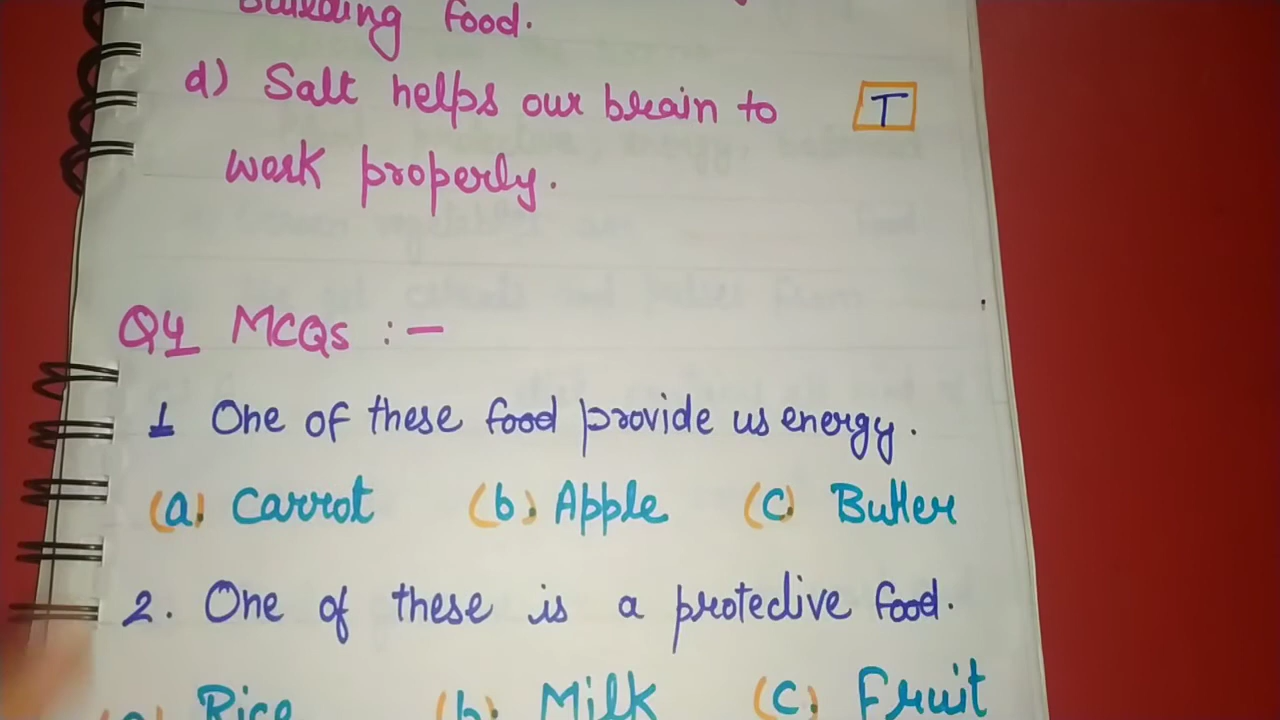 Building food.
d) Salt helps our brain to T
work properly.
Q4 MCQs :-
1 One of these food provide us energy.
(a). Carrot (b). Apple (c). Butter
2. One of these is a protective food.
(a) Rice (b). Milk (c). Fruit